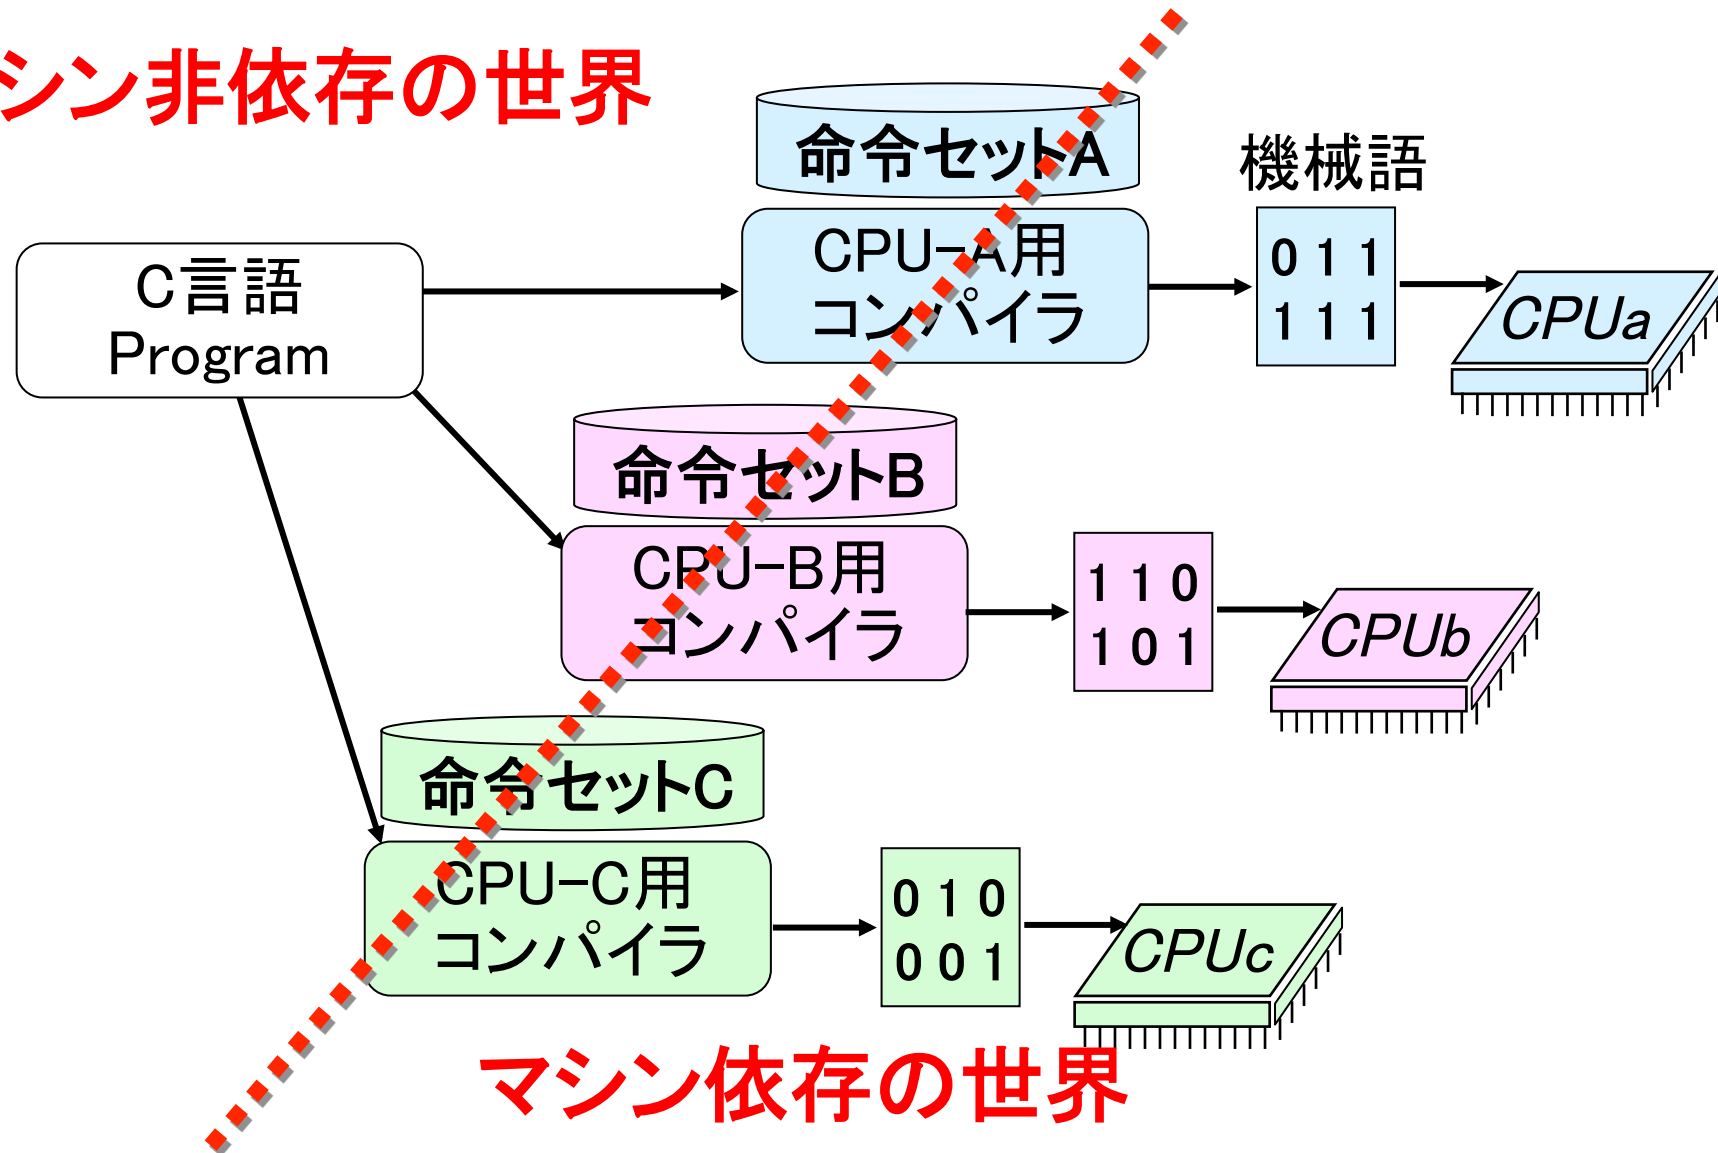 シン非依存の世界
命令セットA
機械語
CPU-A用
コンパイラ
0 1 1
1 1 1
C言語
Program
CPUa
命令セットB
CPU-B用
コンパイラ
1 1 0
1 0 1
CPUb
命令セットC
CPU-C用
コンパイラ
0 1 0
0 0 1
CPUc
マシン依存の世界